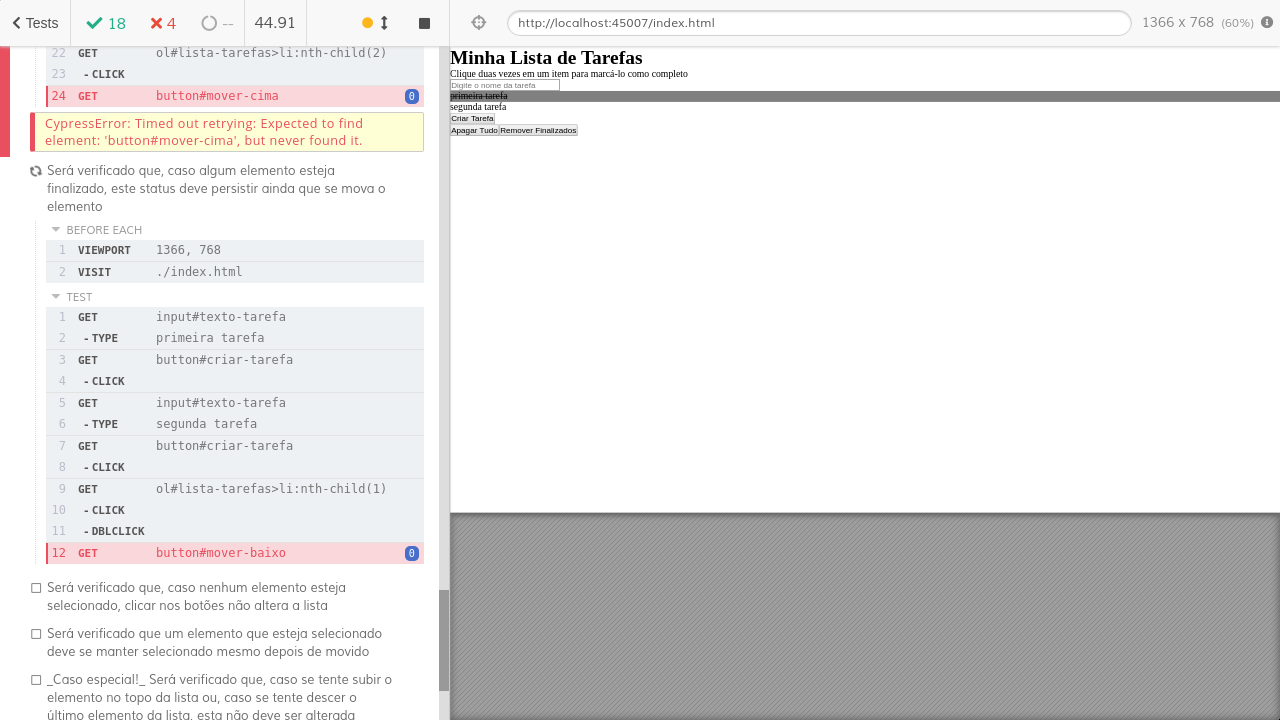 Tests
18
4
--
44.91
http://localhost:45007/index.html
1366 x 768 (60%)
22 GET ol#lista-tarefas>li:nth-child(2)
23 - CLICK
24 GET button#mover-cima 0
CypressError: Timed out retrying: Expected to find
element: 'button#mover-cima', but never found it.
Será verificado que, caso algum elemento esteja
finalizado, este status deve persistir ainda que se mova o
elemento
BEFORE EACH
1 VIEWPORT 1366, 768
2 VISIT ./index.html
TEST
1 GET input#texto-tarefa
2 - TYPE primeira tarefa
3 GET button#criar-tarefa
4 - CLICK
5 GET input#texto-tarefa
6 - TYPE segunda tarefa
7 GET button#criar-tarefa
8 - CLICK
9 GET ol#lista-tarefas>li:nth-child(1)
10 - CLICK
11 - DBLCLICK
12 GET button#mover-baixo 0
Será verificado que, caso nenhum elemento esteja
selecionado, clicar nos botões não altera a lista
Será verificado que um elemento que esteja selecionado
deve se manter selecionado mesmo depois de movido
_Caso especial!_ Será verificado que, caso se tente subir o
elemento no topo da lista ou, caso se tente descer o
último elemento da lista, esta não deve ser alterada
Minha Lista de Tarefas
Clique duas vezes em um item para marcá-lo como completo
Digite o nome da tarefa
primeira tarefa
segunda tarefa
Criar Tarefa
Apagar Tudo Remover Finalizados